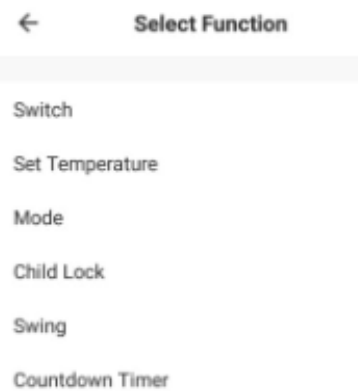 Select Function
Switch
Set Temperature
Mode
Child Lock
Swing
Countdown Timer